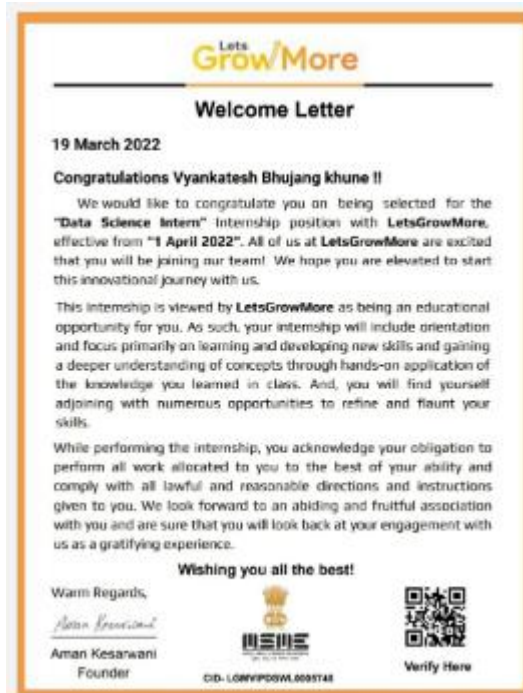 Lets
GrowMore
Welcome Letter
19 March 2022
Congratulations Vyankatesh Bhujang khune !!
We would like to congratulate you on being selected for the
"Data Science Intern" Internship position with LetsGrowMore,
effective from "1 April 2022". All of us at LetsGrowMore are excited
that you will be joining our team! We hope you are elevated to start
this innovational journey with us.
This internship is viewed by LetsGrowMore as being an educational
opportunity for you. As such, your internship will include orientation
and focus primarily on learning and developing new skills and gaining
a deeper understanding of concepts through hands-on application of
the knowledge you learned in class. And, you will find yourself
adjoining with numerous opportunities to refine and flaunt your
skills.
While performing the internship, you acknowledge your obligation to
perform all work allocated to you to the best of your ability and
comply with all lawful and reasonable directions and instructions
given to you. We look forward to an abiding and fruitful association
with you and are sure that you will look back at your engagement with
us as a gratifying experience.
Wishing you all the best!
Warm Regards,
Aman Kesarwani
Aman Kesarwani
Founder
MSME
CID- LGMVIPDSWL0005748
Verify Here